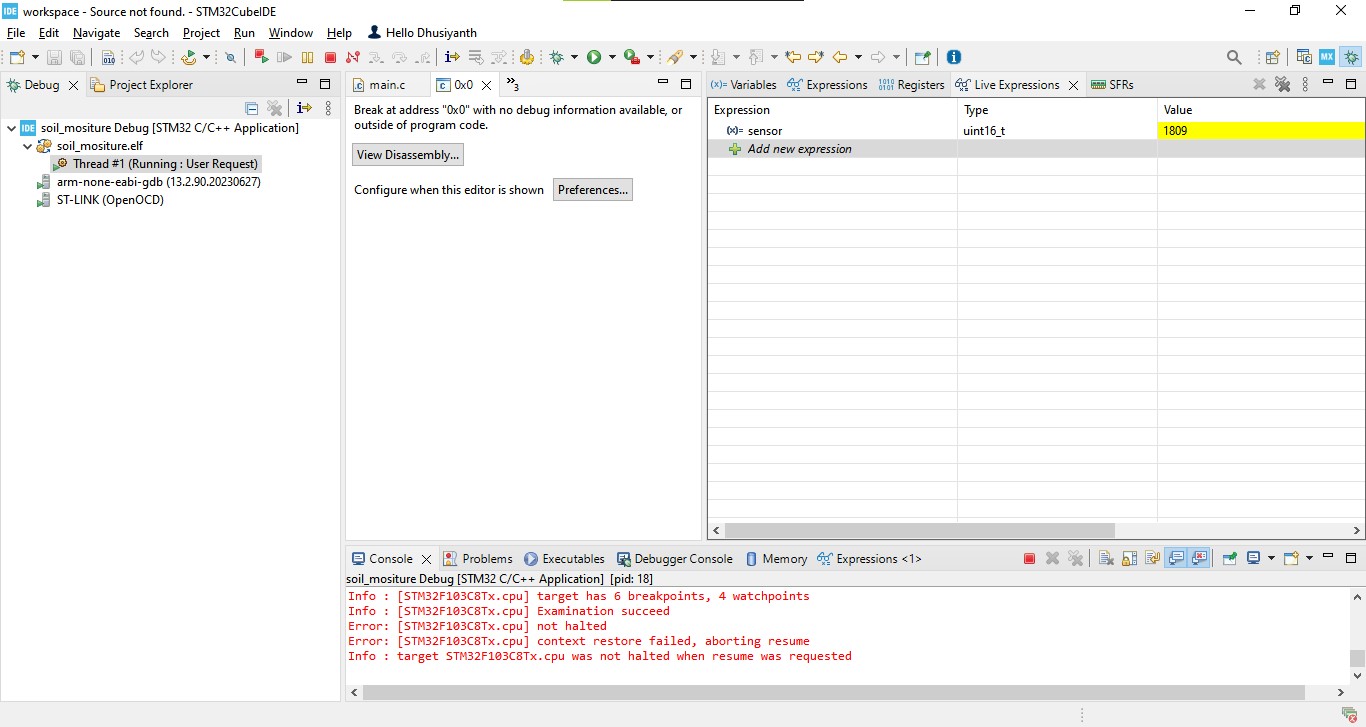 IDE workspace - Source not found. - STM32CubeIDE
File Edit Navigate Search Project Run Window Help Hello Dhusiyanth
010 MX
Debug Project Explorer
IDE soil_mositure Debug [STM32 C/C++ Application]
soil_mositure.elf
Thread #1 (Running : User Request)
arm-none-eabi-gdb (13.2.90.20230627)
ST-LINK (OpenOCD)
main.c 0x0 »3
Break at address "0x0" with no debug information available, or
outside of program code.
View Disassembly...
Configure when this editor is shown Preferences...
(x)= Variables Expressions 1010 0101 Registers Live Expressions SFRs
Expression Type Value
(x)= sensor uint16_t 1809
Add new expression
Console Problems Executables Debugger Console Memory Expressions <1>
soil_mositure Debug [STM32 C/C++ Application] [pid: 18]
Info : [STM32F103C8Tx.cpu] target has 6 breakpoints, 4 watchpoints
Info : [STM32F103C8Tx.cpu] Examination succeed
Error: [STM32F103C8Tx.cpu] not halted
Error: [STM32F103C8Tx.cpu] context restore failed, aborting resume
Info : target STM32F103C8Tx.cpu was not halted when resume was requested